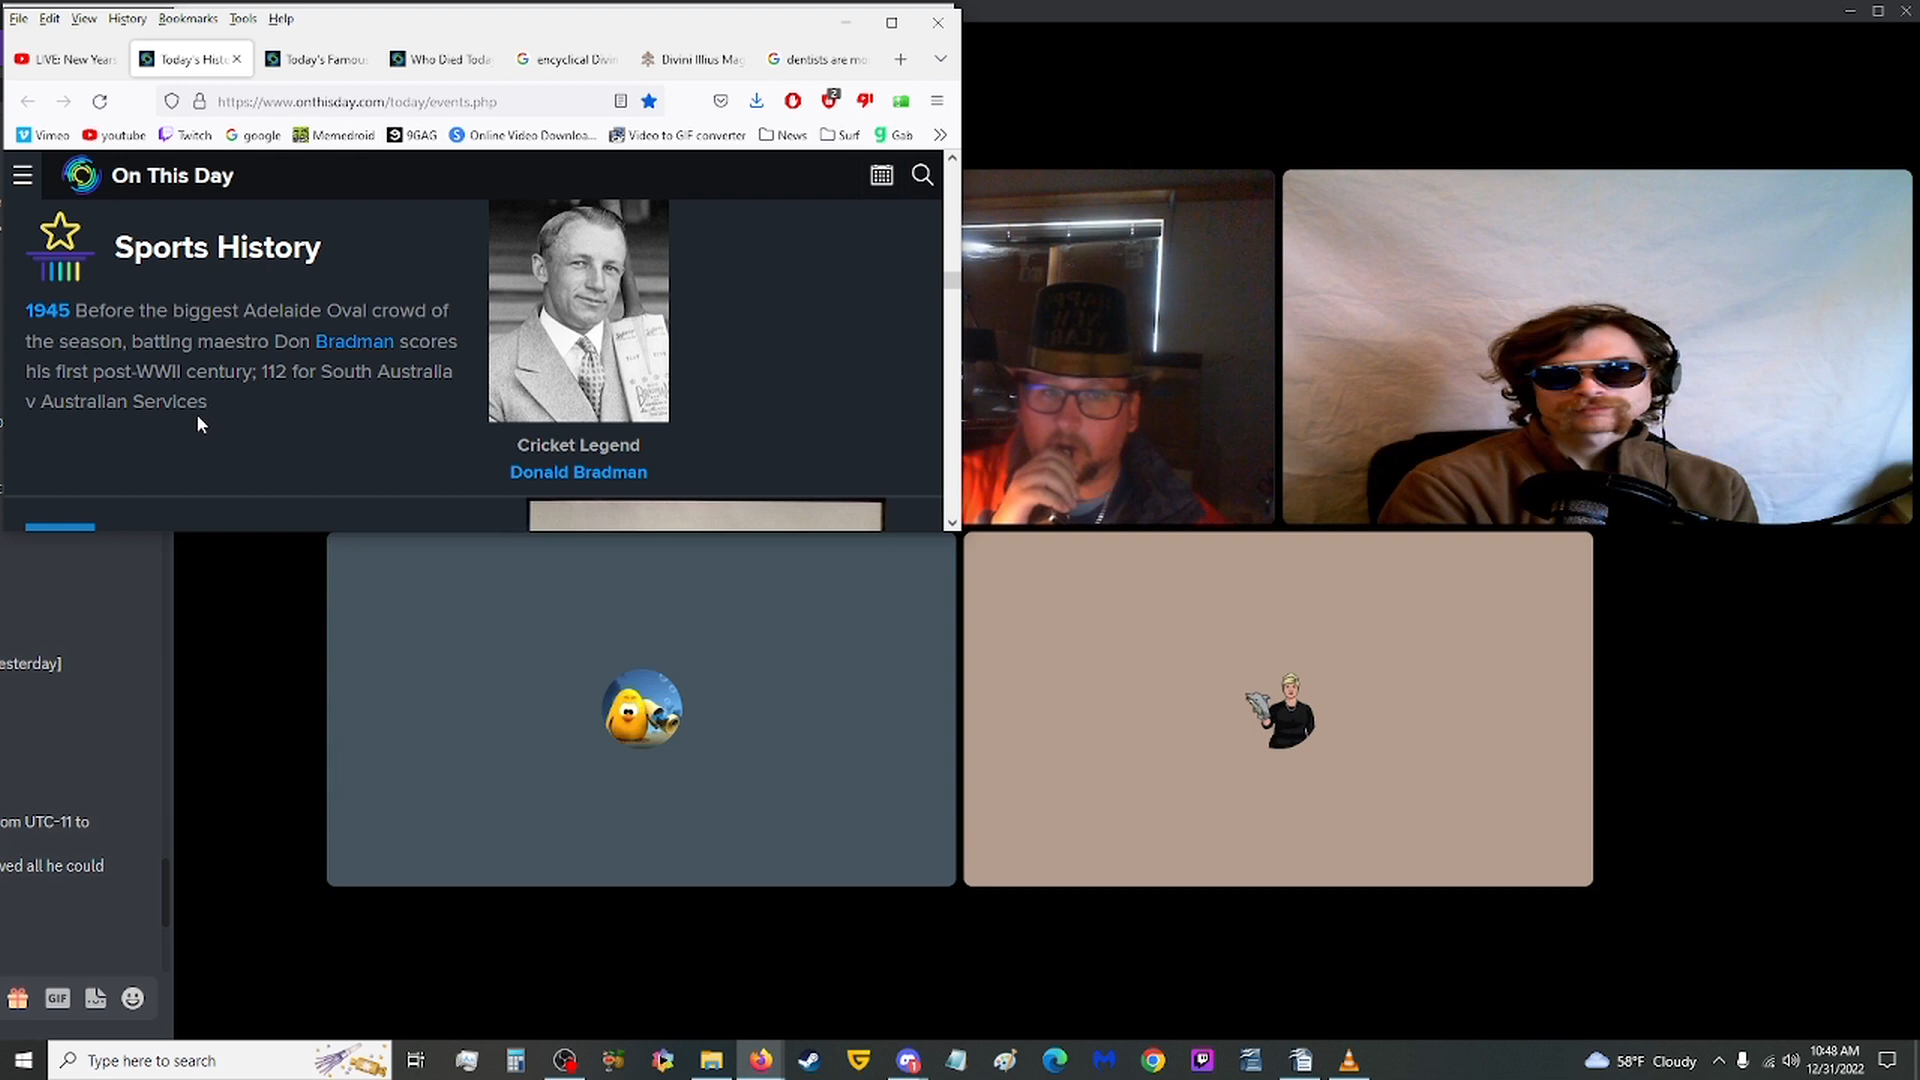 File Edit View History Bookmarks Tools Help
LIVE: New Years
Today's Hist
Today's Famou
Who Died Toda
encyclical Divin
Divini Illius Mag
dentists are mo
https://www.onthisday.com/today/events.php
2
Vimeo youtube Twitch google Memedroid 9GAG Online Video Downloa... Video to GIF converter News Surf Gab
On This Day
Sports History
1945 Before the biggest Adelaide Oval crowd of
the season, batting maestro Don Bradman scores
his first post-WWII century; 112 for South Australia
v Australian Services
Cricket Legend
Donald Bradman
esterday]
om UTC-11 to
ved all he could
GIF
Type here to search
1
58°F Cloudy
10:48 AM
12/31/2022